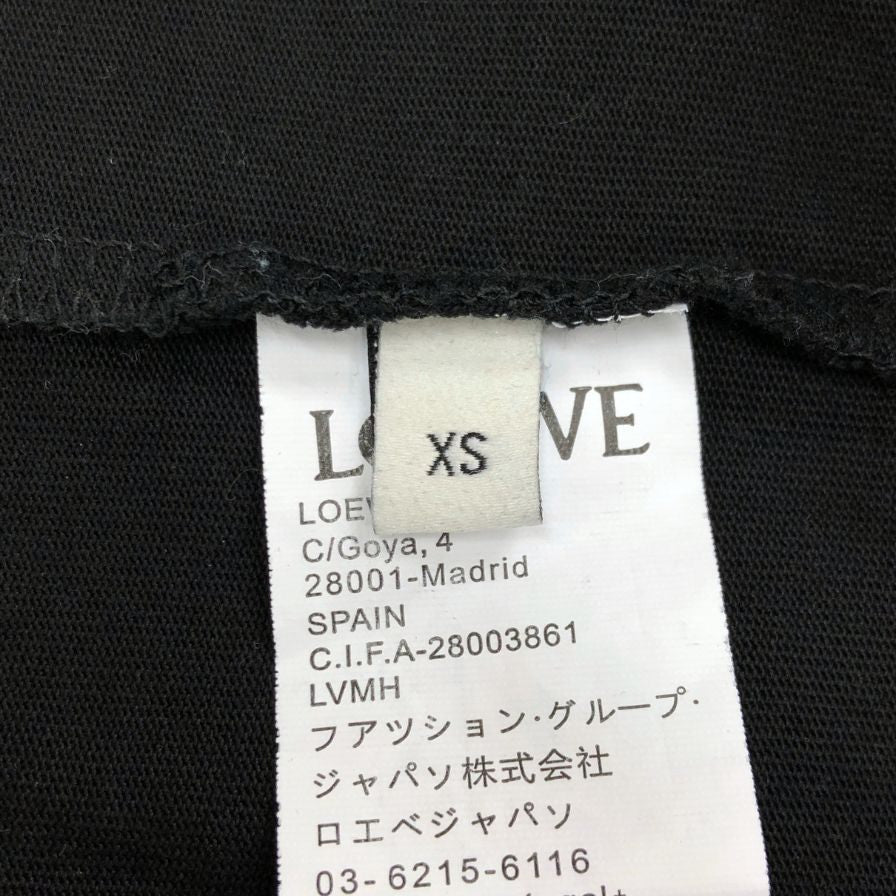 XS
C/Goya, 4
28001-Madrid
SPAIN
C.I.F.A-28003861
LVMH
フアツション·グループ·
ジャパソ株式会社
ロエベジャパソ
03-6215-6116